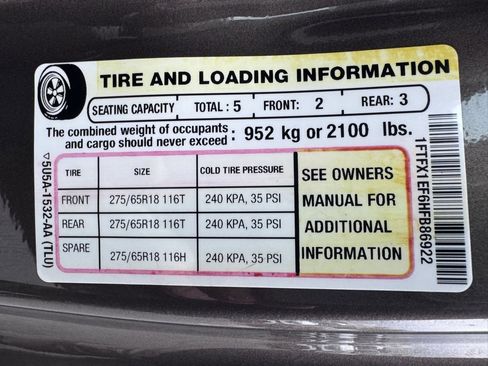 TIRE AND LOADING INFORMATION
SEATING CAPACITY TOTAL : 5 FRONT: 2 REAR: 3
The combined weight of occupants
and cargo should never exceed : 952 kg or 2100 lbs.
TIRE SIZE COLD TIRE PRESSURE
FRONT 275/65R18 116T 240 KPA, 35 PSI
REAR 275/65R18 116T 240 KPA, 35 PSI
SPARE 275/65R18 116H 240 KPA, 35 PSI
SEE OWNERS
MANUAL FOR
ADDITIONAL
INFORMATION
▽5U5A-1532-AA (TLU)
1FTFX1EF6HFB86922